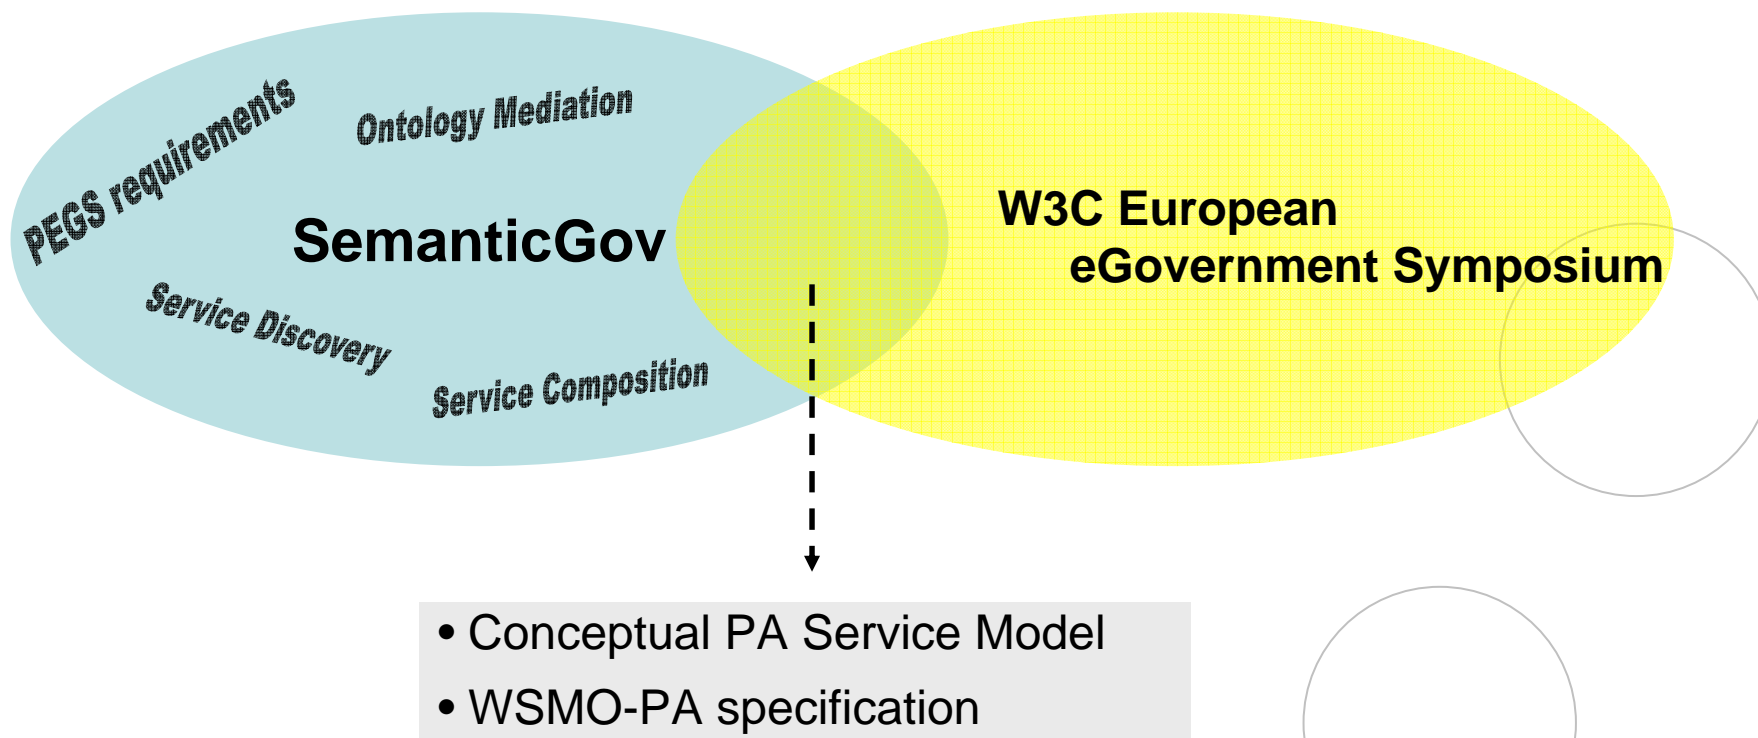 PEGS requirements
Ontology Mediation
SemanticGov
Service Discovery
Service Composition
W3C European
eGovernment Symposium
• Conceptual PA Service Model
• WSMO-PA specification